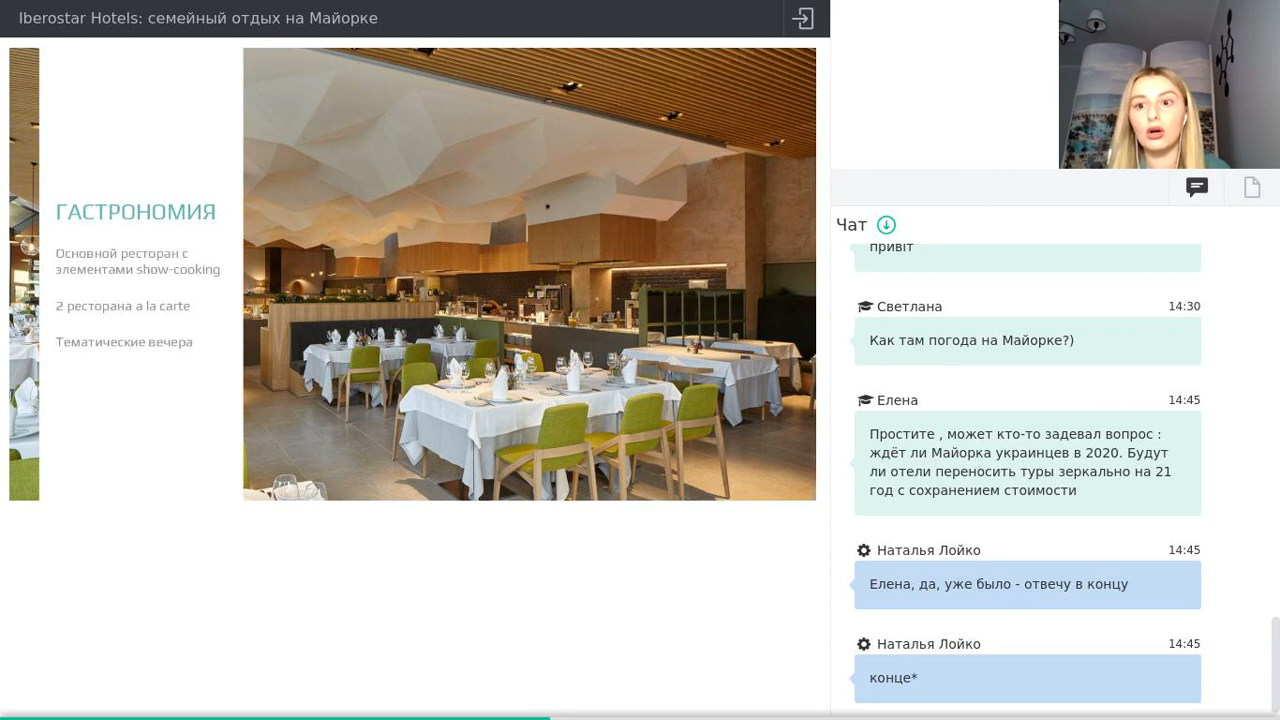 Iberostar Hotels: семейный отдых на Майорке
ГАСТРОНОМИЯ
Основной ресторан с
элементами show-cooking
2 ресторана a la carte
Тематические вечера
Чат
привіт
Светлана 14:30
Как там погода на Майорке?)
Елена 14:45
Простите , может кто-то задевал вопрос :
ждёт ли Майорка украинцев в 2020. Будут
ли отели переносить туры зеркально на 21
год с сохранением стоимости
Наталья Лойко 14:45
Елена, да, уже было - отвечу в концу
Наталья Лойко 14:45
конце*